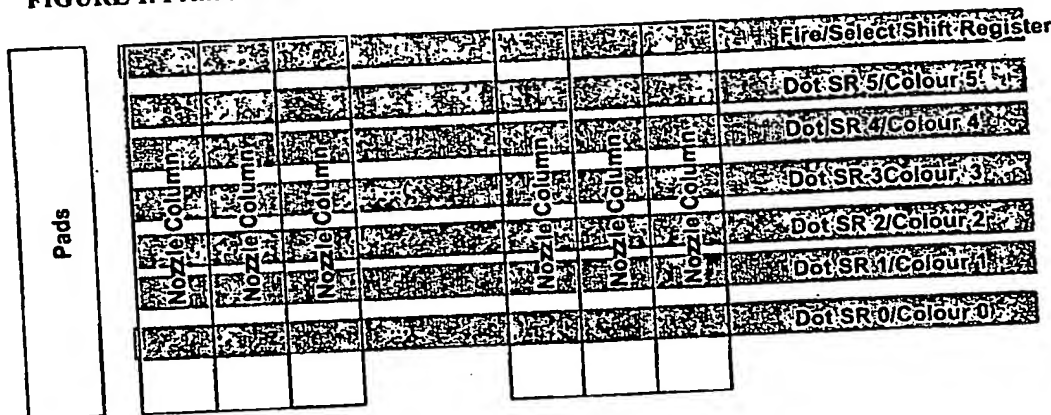 FIGURE
Fire/Select Shift Register
Dot SR 5/Colour 5
Dot SR 4/Colour 4
Dot SR 3Colour 3
Dot SR 2/Colour 2
Dot SR 1/Colour 1
Dot SR 0/Colour 0
Pads
Nozzle Column
Nozzle Column
Nozzle Column
Nozzle Column
Nozzle Column
Nozzle Column